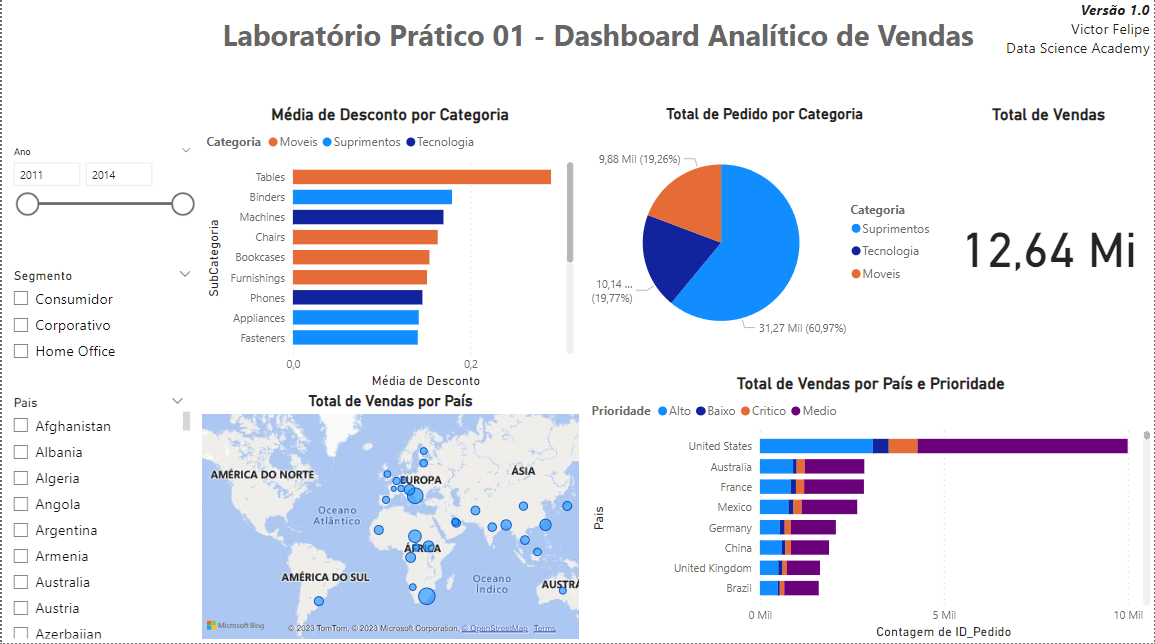 Laboratório Prático 01 - Dashboard Analítico de Vendas
Versão 1.0
Victor Felipe
Data Science Academy
Ano
2011
2014
Segmento
Consumidor
Corporativo
Home Office
Pais
Afghanistan
Albania
Algeria
Angola
Argentina
Armenia
Australia
Austria
Azerbaijan
Média de Desconto por Categoria
Categoria Moveis Suprimentos Tecnologia
SubCategoria
Tables
Binders
Machines
Chairs
Bookcases
Furnishings
Phones
Appliances
Fasteners
0,0 0,2
Média de Desconto
Total de Pedido por Categoria
9,88 Mil (19,26%)
10,14 ...
(19,77%)
31,27 Mil (60,97%)
Categoria
Suprimentos
Tecnologia
Moveis
Total de Vendas
12,64 Mi
Total de Vendas por País
AMÉRICA DO NORTE
EUROPA
ÁSIA
Oceano
Atlântico
ÁFRICA
AMÉRICA DO SUL
Oceano
Índico
AUSTRA
Microsoft Bing
© 2023 TomTom, © 2023 Microsoft Corporation, © OpenStreetMap Terms
Total de Vendas por País e Prioridade
Prioridade Alto Baixo Critico Medio
Pais
United States
Australia
France
Mexico
Germany
China
United Kingdom
Brazil
0 Mil 5 Mil 10 Mil
Contagem de ID_Pedido